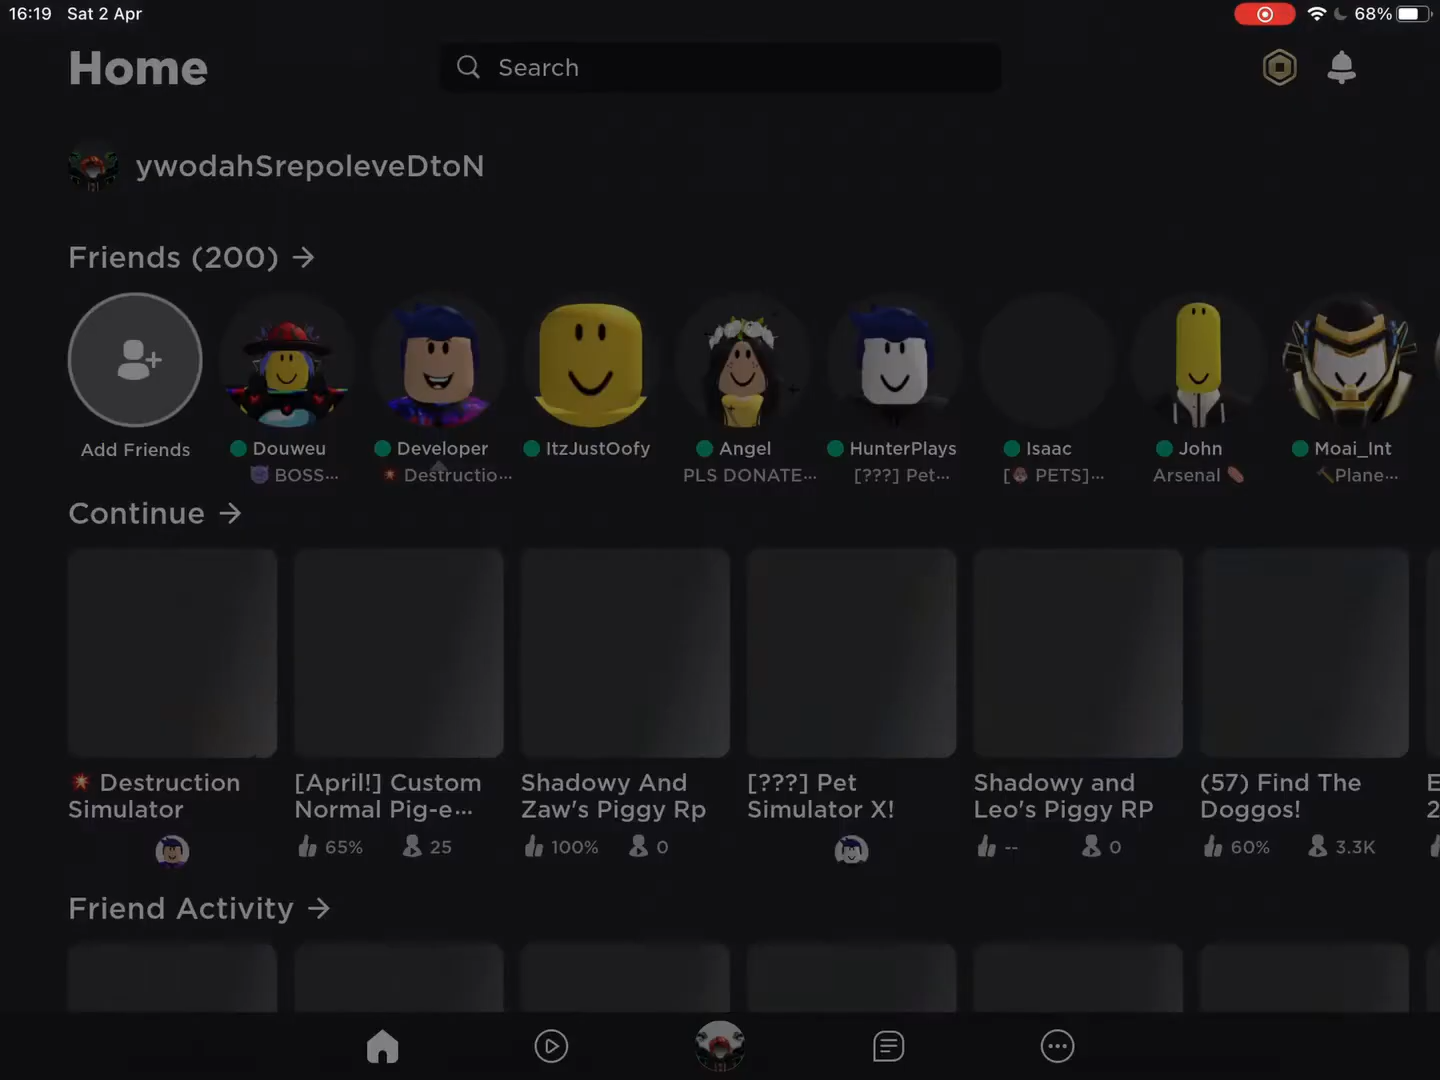 16:19 Sat 2 Apr 68%
Home
Search
ywodahSrepoleveDtoN
Friends (200) →
Add Friends
Douweu
Developer
ItzJustOofy
Angel
HunterPlays
Isaac
John
Moai_Int
😈 BOSS...
💥 Destructio...
PLS DONATE...
[???] Pet...
PETS]...
Arsenal
🔨Plane...
Continue →
💥 Destruction
Simulator
[April!] Custom
Normal Pig-e...
65% 25
Shadowy And
Zaw's Piggy Rp
100% 0
[???] Pet
Simulator X!
Shadowy and
Leo's Piggy RP
-- 0
(57) Find The
Doggos!
60% 3.3K
E
2
Friend Activity →